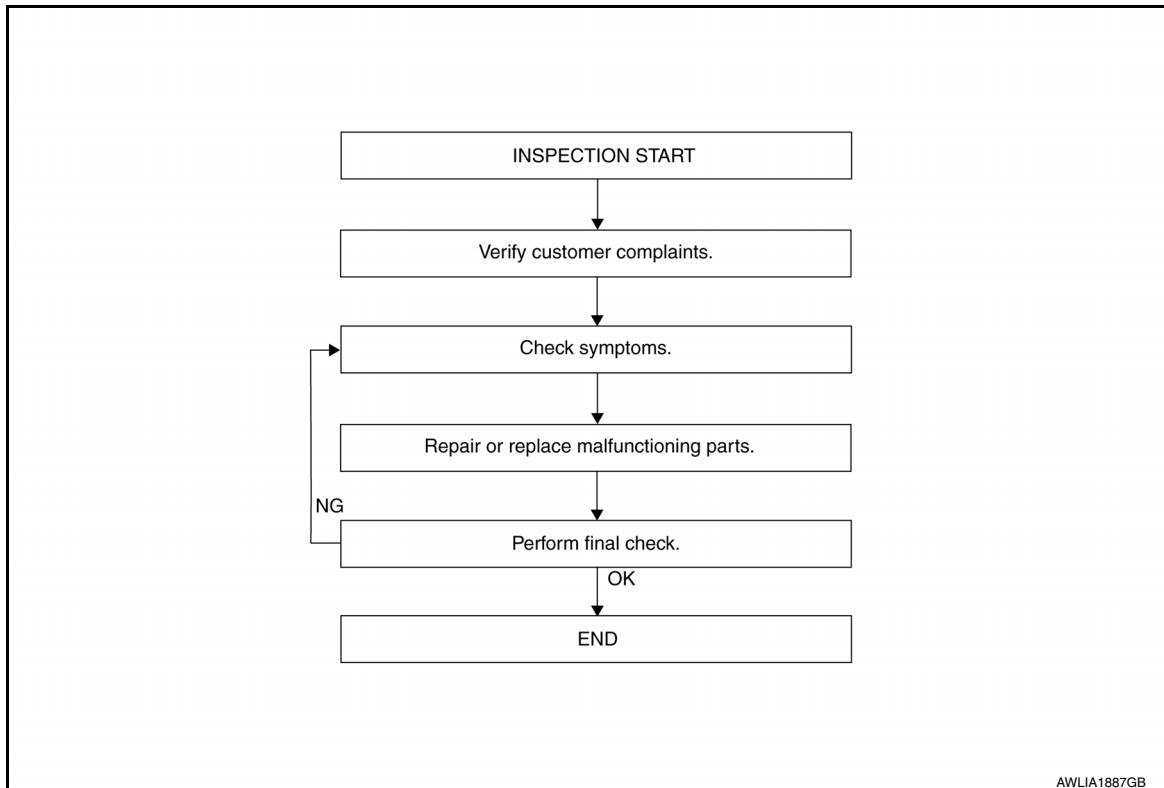 INSPECTION START
Verify customer complaints.
Check symptoms.
Repair or replace malfunctioning parts.
NG
Perform final check.
OK
END
AWLIA1887GB